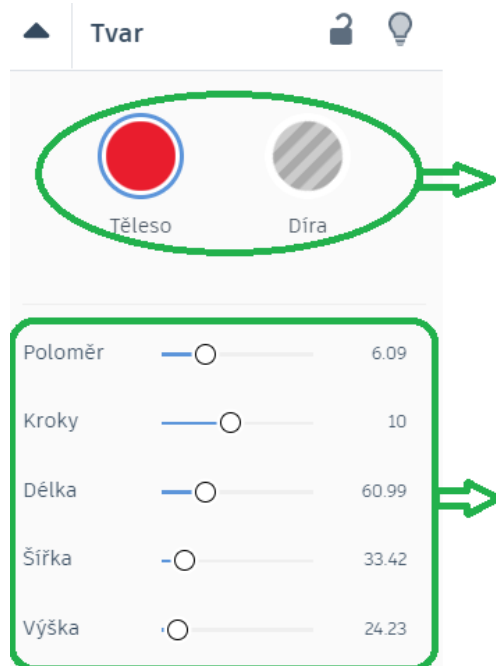 Tvar
Těleso Díra
Poloměr 6.09
Kroky 10
Délka 60.99
Šířka 33.42
Výška 24.23